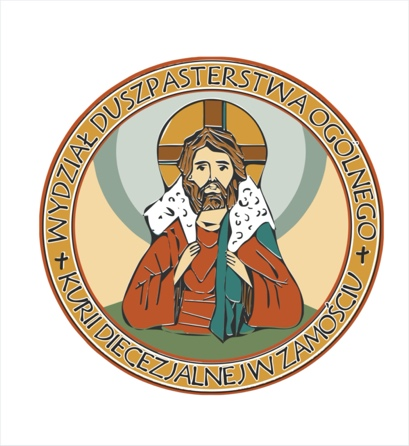 WYDZIAŁ DUSZPASTERSTWA OGÓLNEGO
KURII DIECEZJALNEJ W ZAMOŚCIU